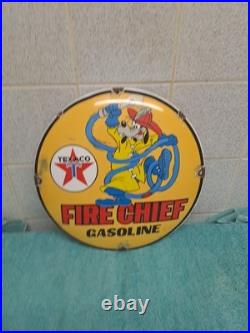 TEXACO
T
FIRE CHIEF
GASOLINE